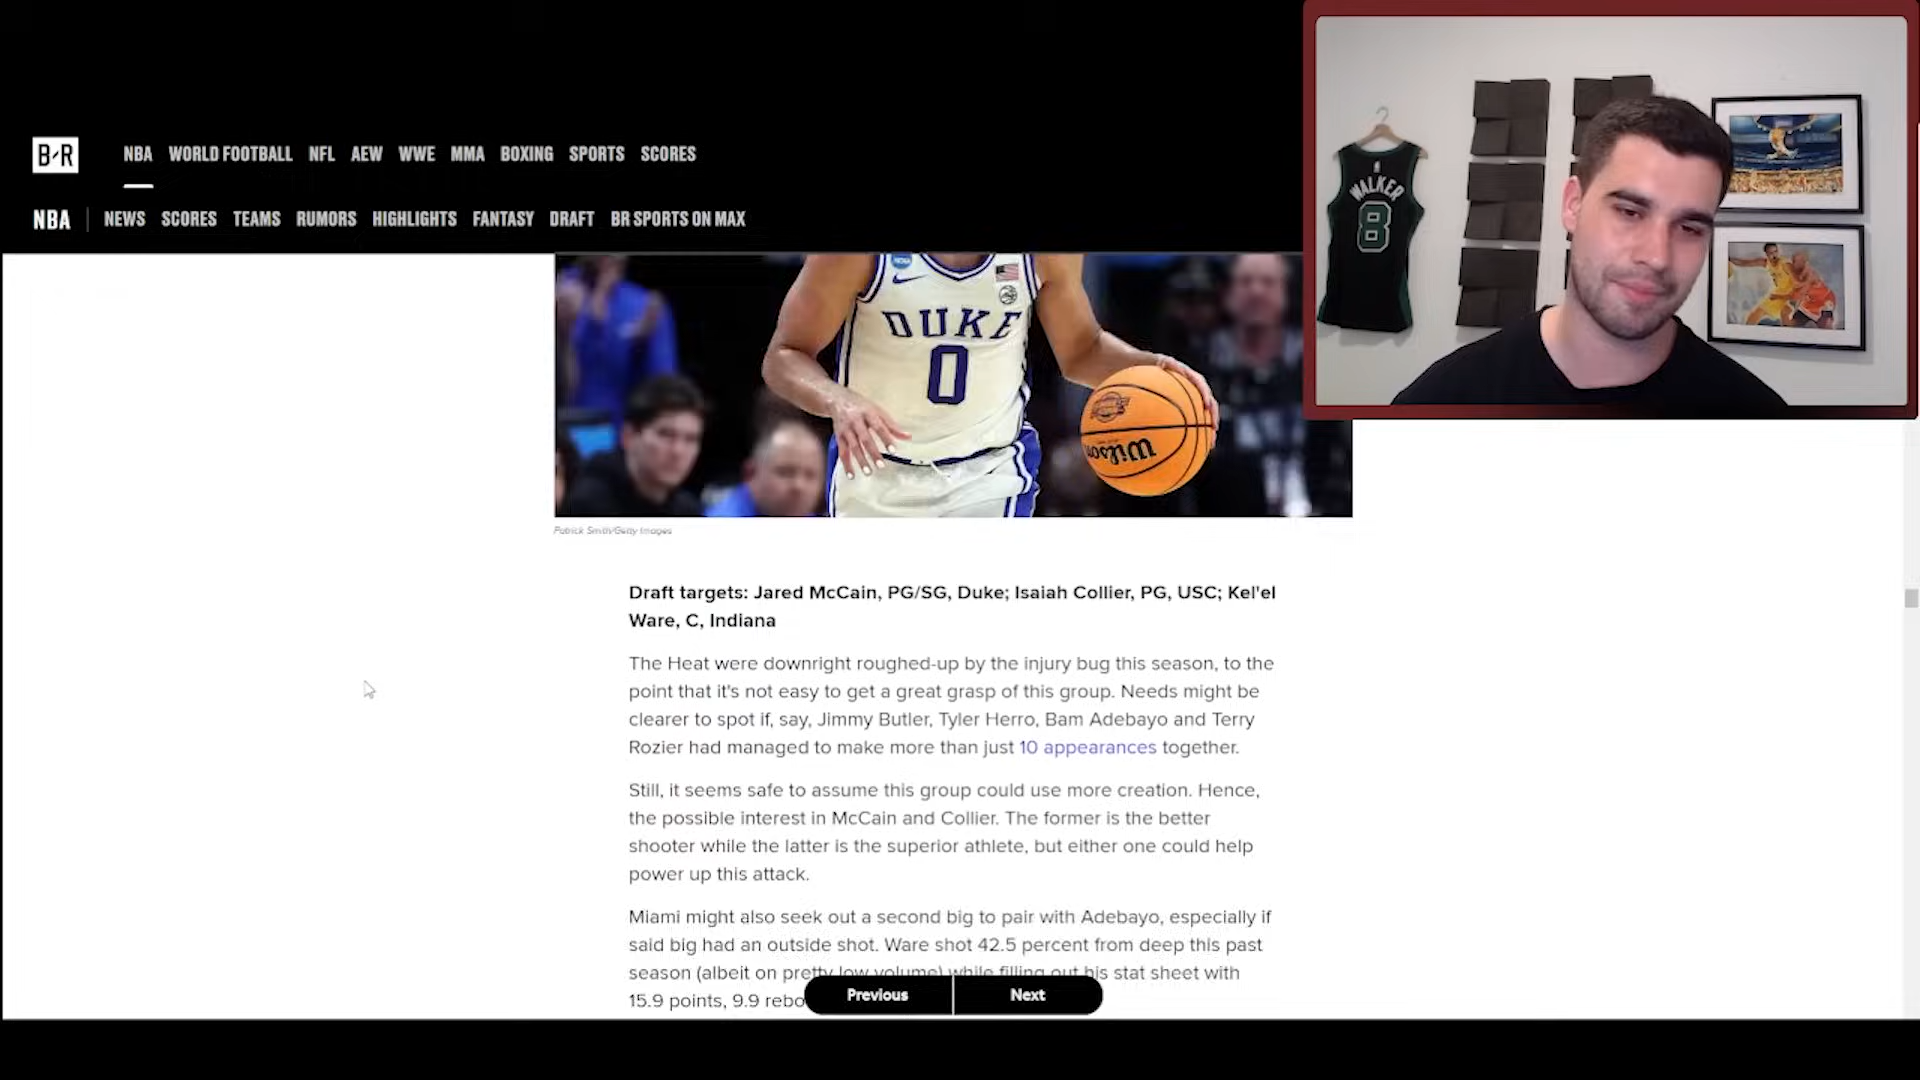 B/R
NBA WORLD FOOTBALL NFL AEW WWE MMA BOXING SPORTS SCORES
NBA NEWS SCORES TEAMS RUMORS HIGHLIGHTS FANTASY DRAFT BR SPORTS ON MAX
WALKER
8
NCAA
DUKE
0
Wilson
Patrick Smith/Getty Images
Draft targets: Jared McCain, PG/SG, Duke; Isaiah Collier, PG, USC; Kel'el
Ware, C, Indiana
The Heat were downright roughed-up by the injury bug this season, to the
point that it's not easy to get a great grasp of this group. Needs might be
clearer to spot if, say, Jimmy Butler, Tyler Herro, Bam Adebayo and Terry
Rozier had managed to make more than just 10 appearances together.
Still, it seems safe to assume this group could use more creation. Hence,
the possible interest in McCain and Collier. The former is the better
shooter while the latter is the superior athlete, but either one could help
power up this attack.
Miami might also seek out a second big to pair with Adebayo, especially if
said big had an outside shot. Ware shot 42.5 percent from deep this past
season (albeit on pretty low volume) while filling out his stat sheet with
15.9 points, 9.9 rebo
Previous Next